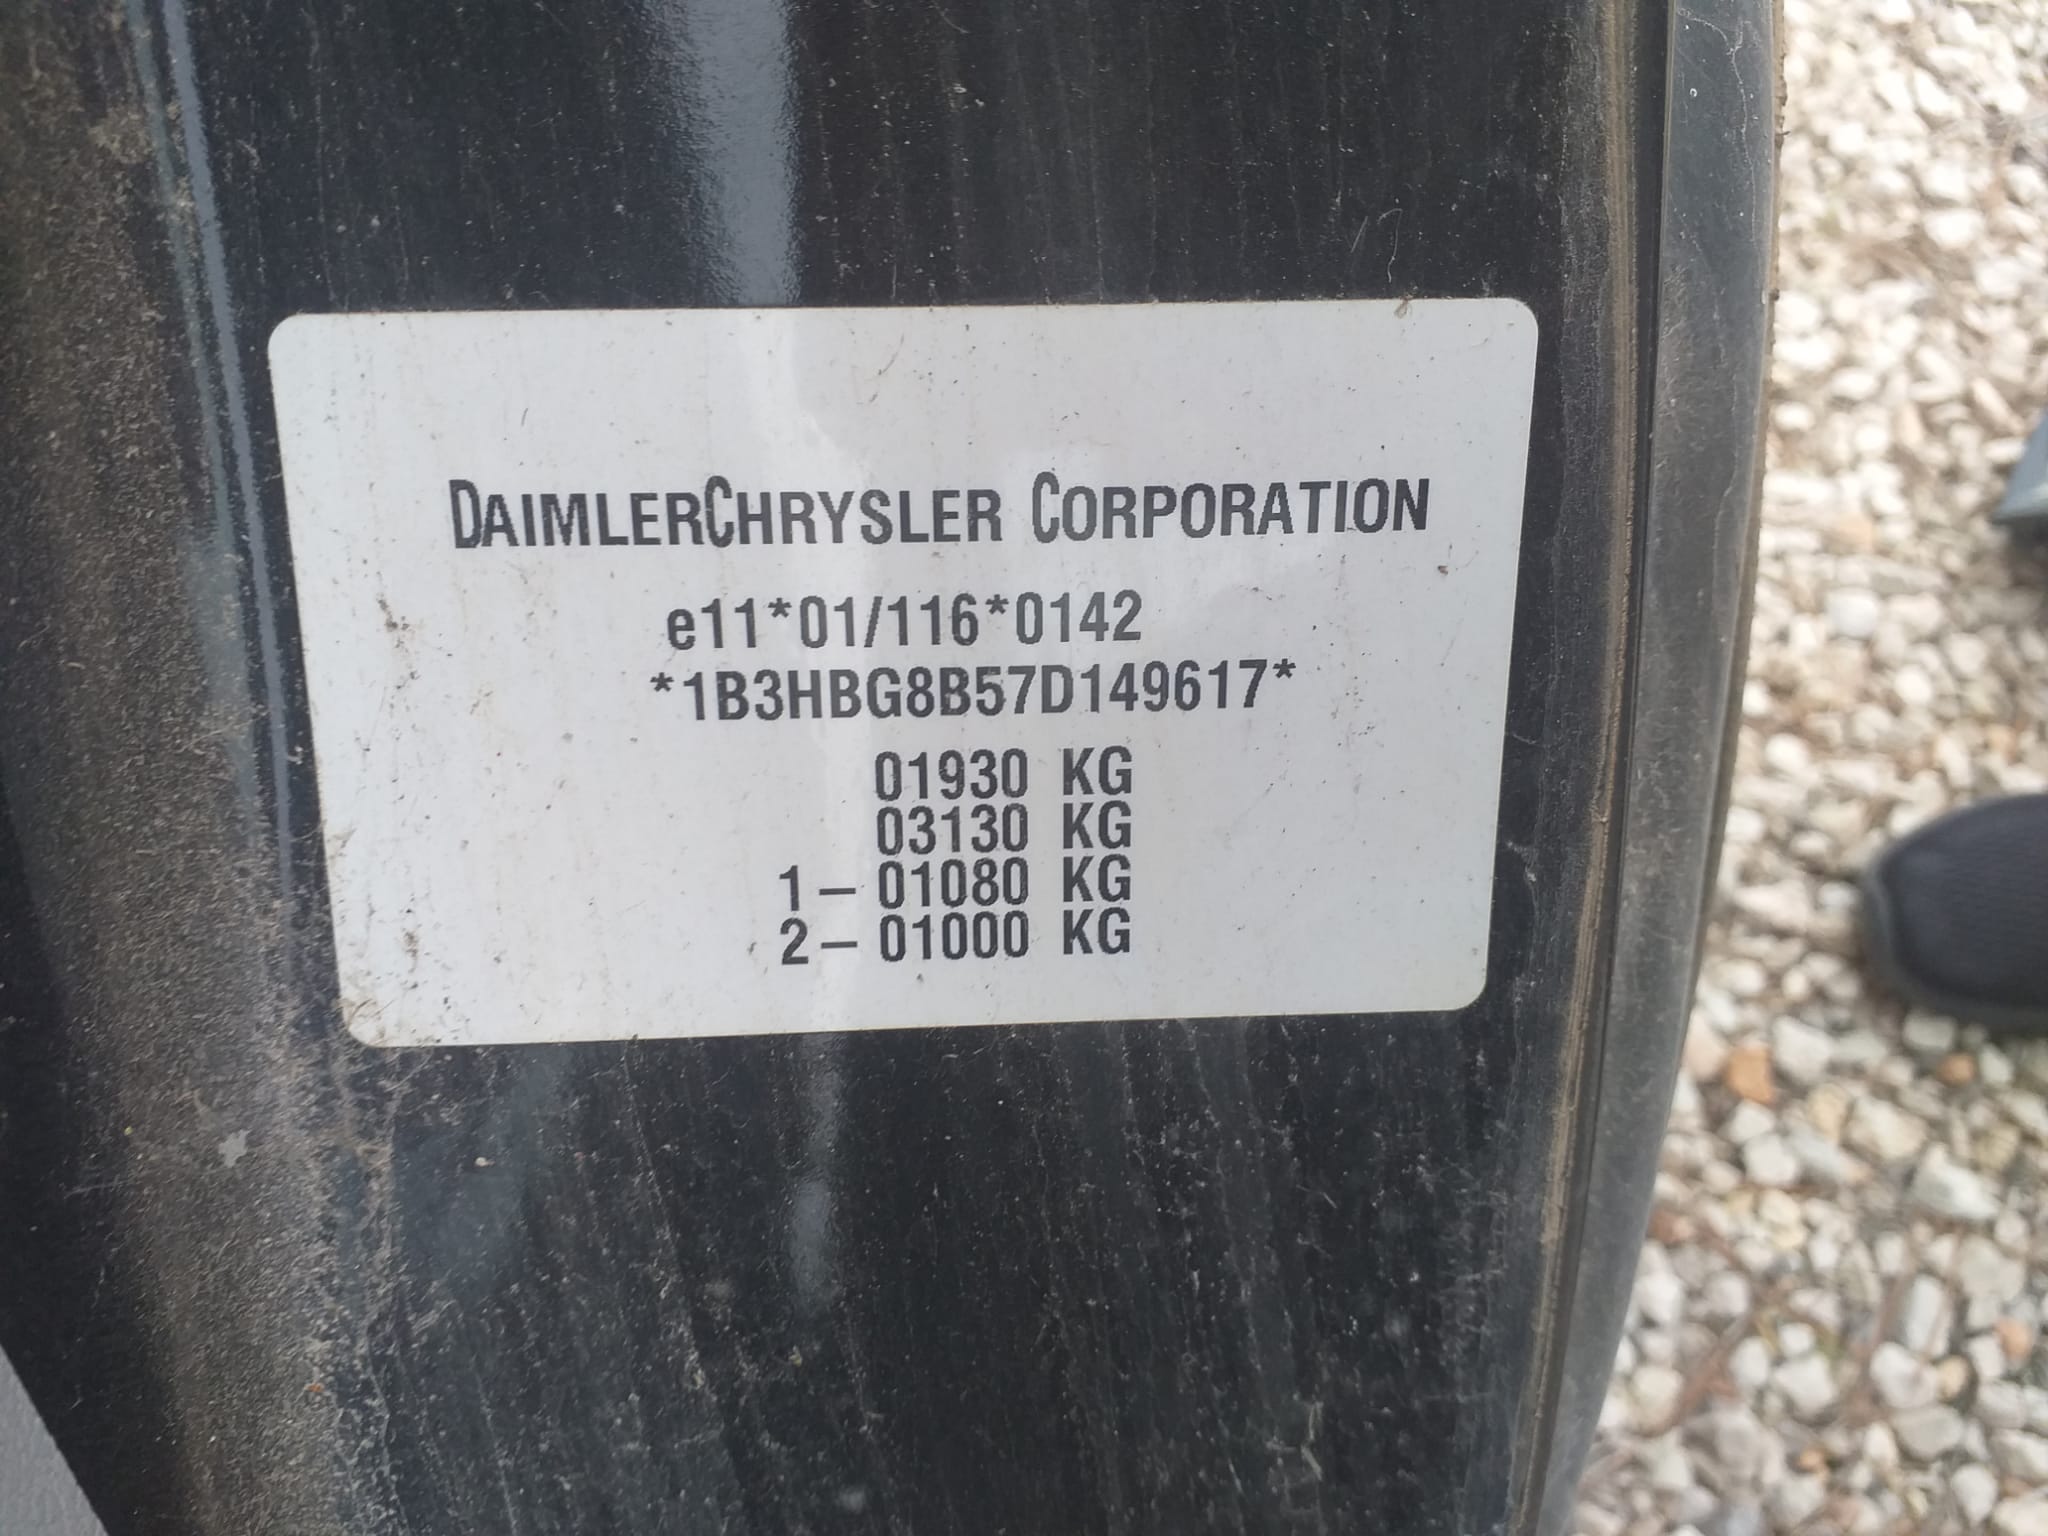 DAIMLERCHRYSLER CORPORATION
e11*01/116*0142
*1B3HBG8B57D149617*
01930 KG
03130 KG
1– 01080 KG
2– 01000 KG